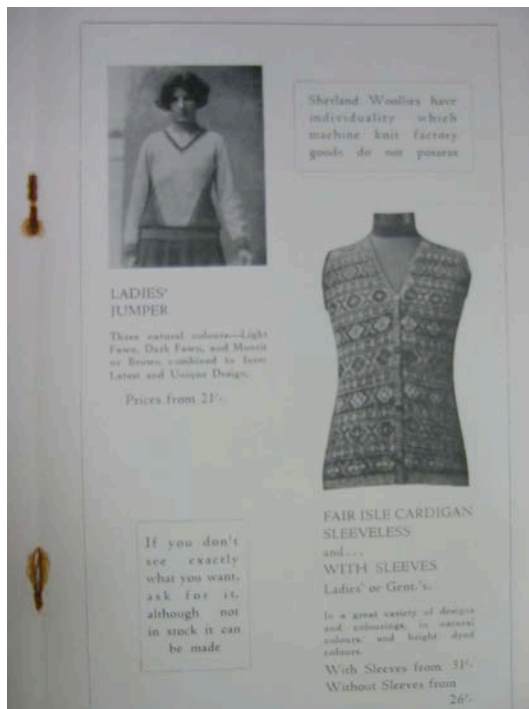 Shetland Woollies have
individuality which
machine knit factory
goods do not possess
LADIES'
JUMPER
Three natural colours—Light
Fawn, Dark Fawn, and Moorit
or Brown combined to form
Latest and Unique Design.
Prices from 21/-
FAIR ISLE CARDIGAN
SLEEVELESS
and...
WITH SLEEVES
Ladies' or Gent.'s.
In a great variety of designs
and colourings, in natural
colours, and bright dyed
colours.
With Sleeves from 31/-
Without Sleeves from
26/-
If you don't
see exactly
what you want,
ask for it,
although not
in stock it can
be made